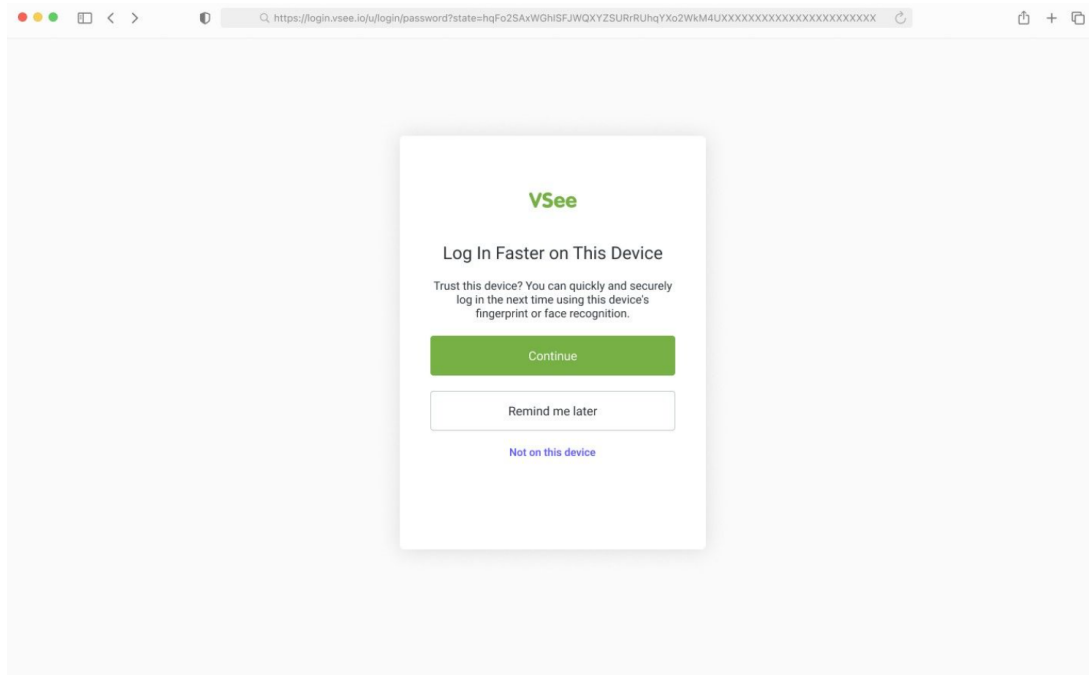 https://login.vsee.io/u/login/password?state=hqFo2SAxWGhISFJWQXYZSURrRUhqYXo2WkM4UXXXXXXXXXXXXXXXXXXXXXXXX
VSee
Log In Faster on This Device
Trust this device? You can quickly and securely
log in the next time using this device's
fingerprint or face recognition.
Continue
Remind me later
Not on this device